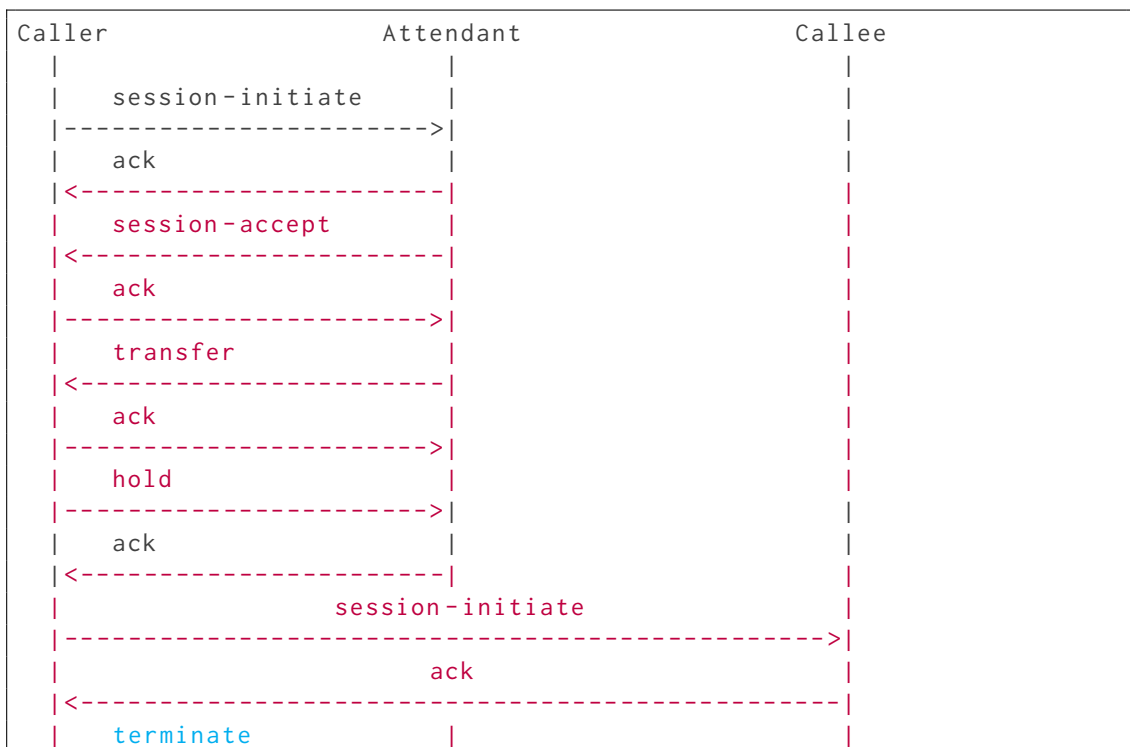 Caller                 Attendant                 Callee
  |                        |                        |
  |   session-initiate     |                        |
  |----------------------->|                        |
  |   ack                  |                        |
  |<-----------------------|                        |
  |   session-accept       |                        |
  |<-----------------------|                        |
  |   ack                  |                        |
  |----------------------->|                        |
  |   transfer             |                        |
  |<-----------------------|                        |
  |   ack                  |                        |
  |----------------------->|                        |
  |   hold                 |                        |
  |----------------------->|                        |
  |   ack                  |                        |
  |<-----------------------|                        |
  |                 session-initiate                |
  |------------------------------------------------>|
  |                       ack                       |
  |<------------------------------------------------|
  |   terminate            |                        |